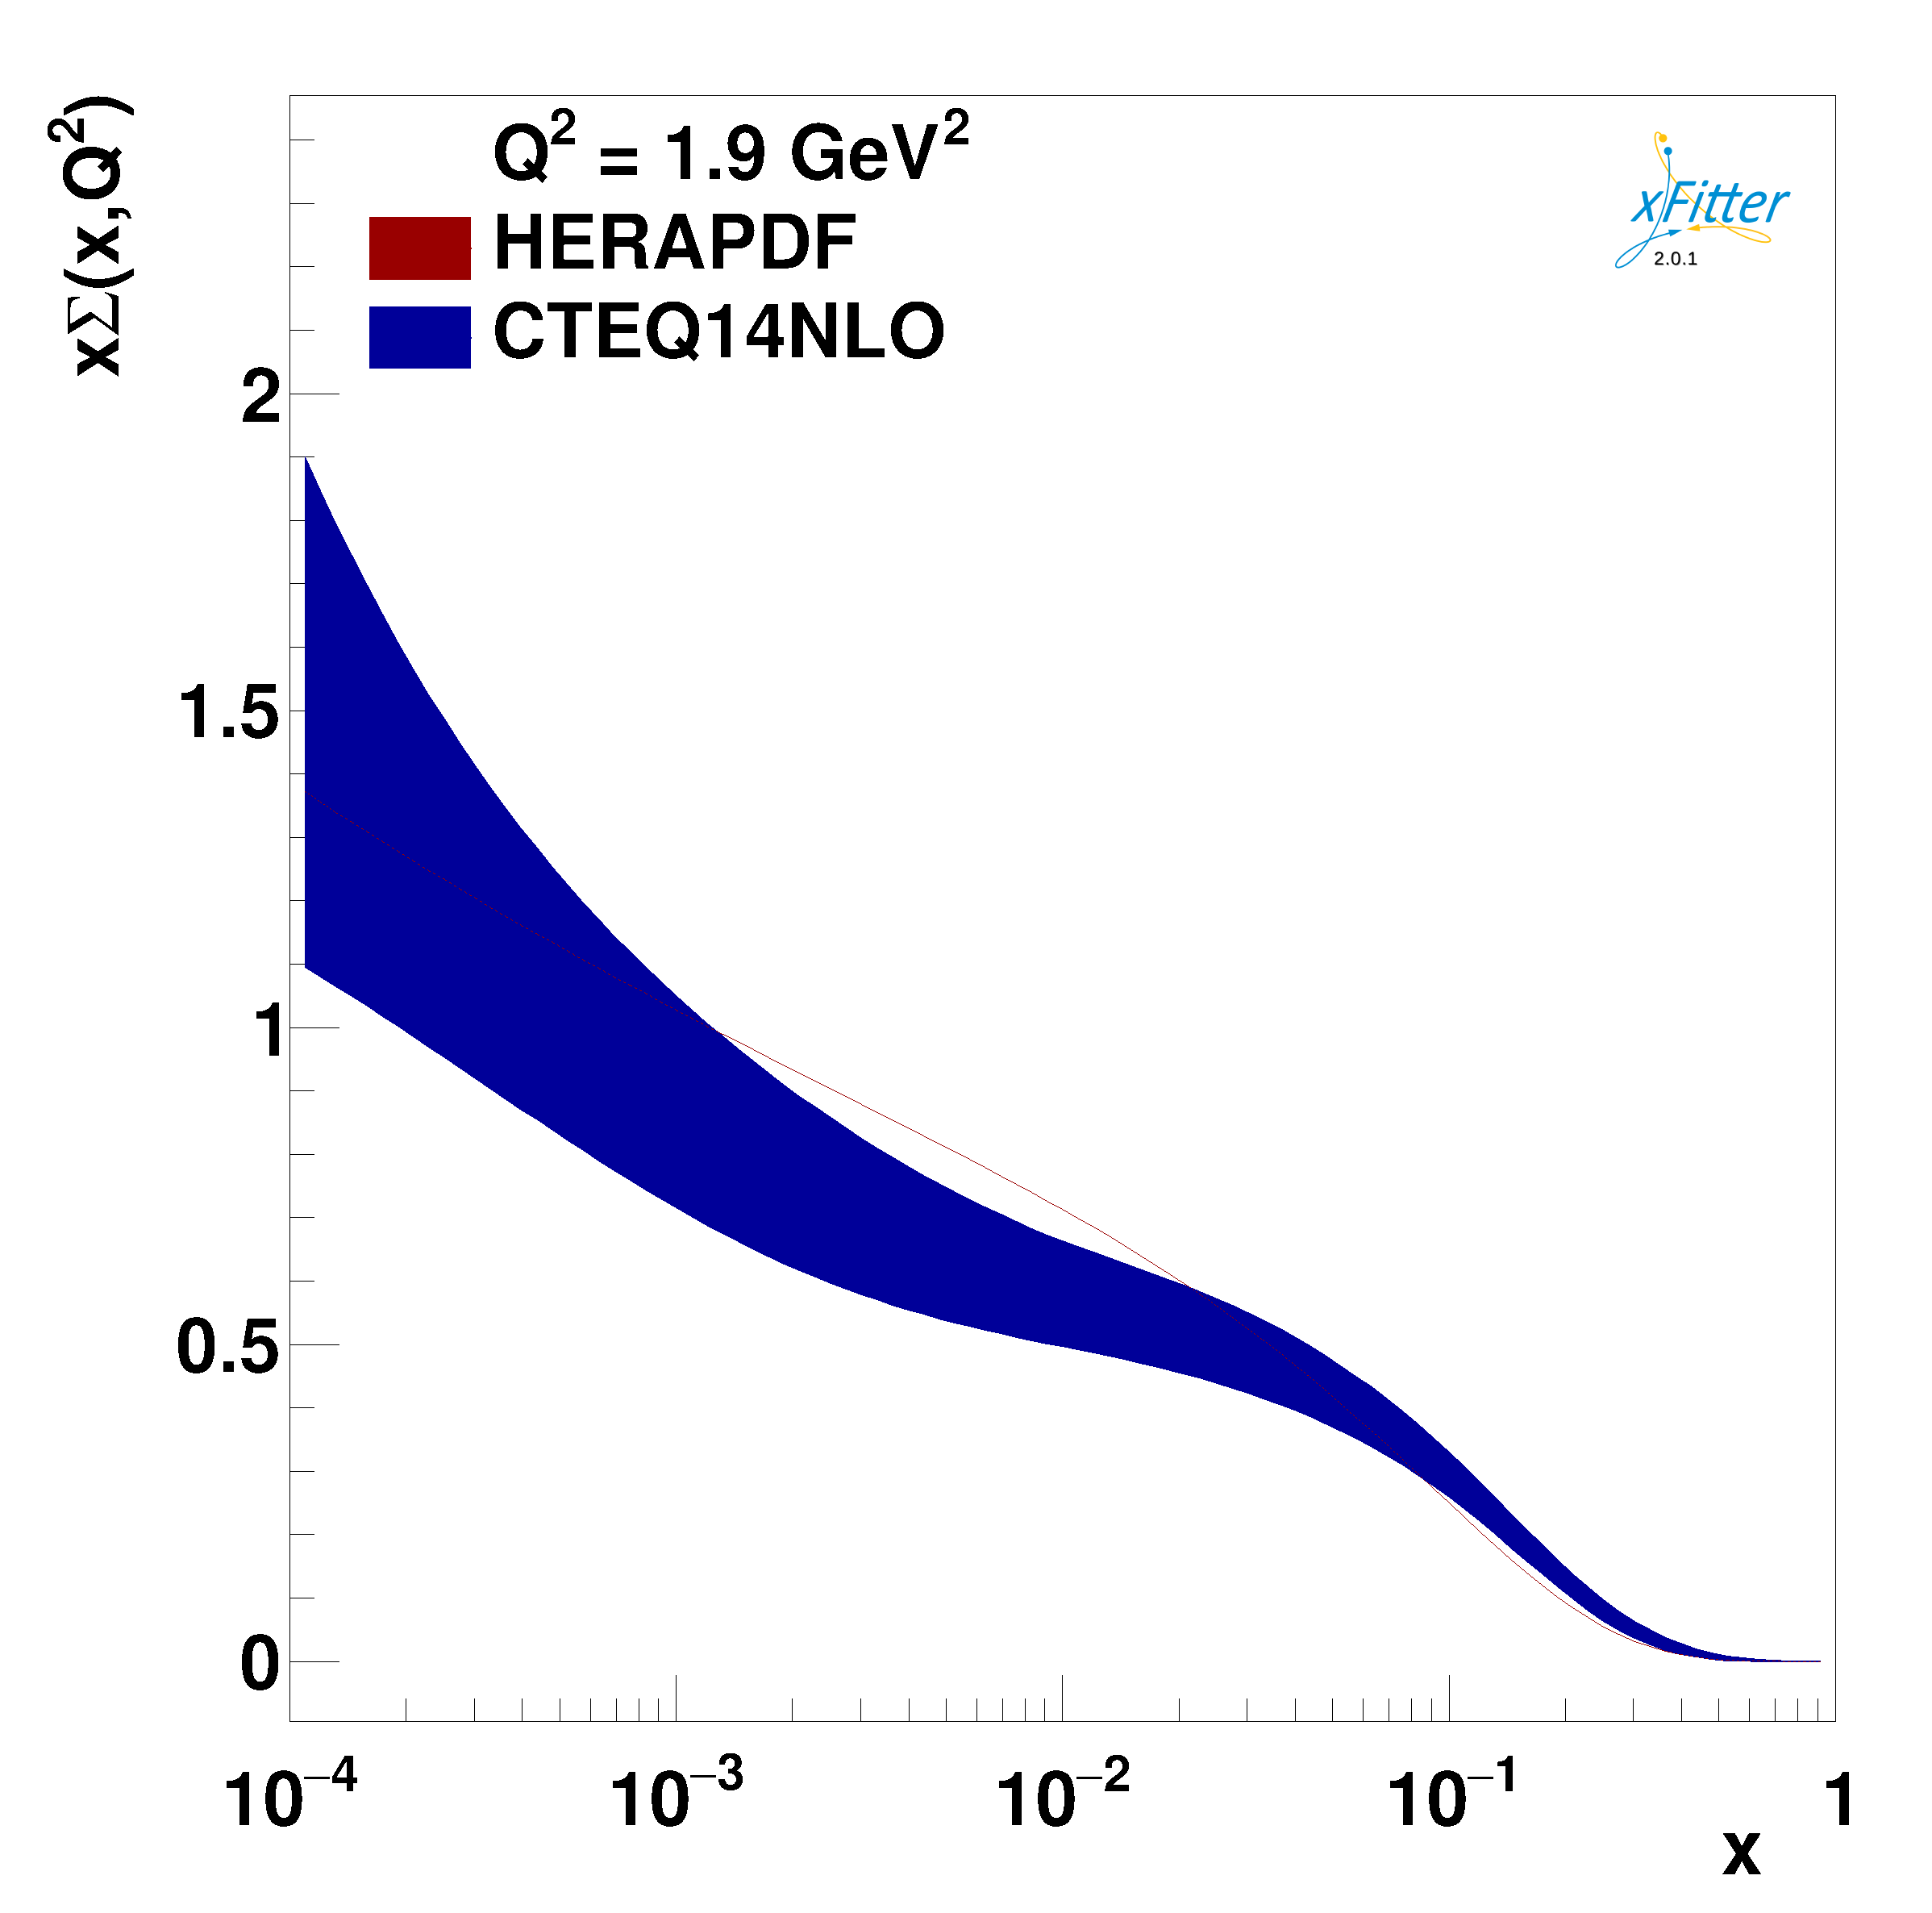 xΣ(x,Q²)
Q² = 1.9 GeV²
HERAPDF
CTEQ14NLO
xFitter
2.0.1
2
1.5
1
0.5
0
10⁻⁴ 10⁻³ 10⁻² 10⁻¹ 1
x